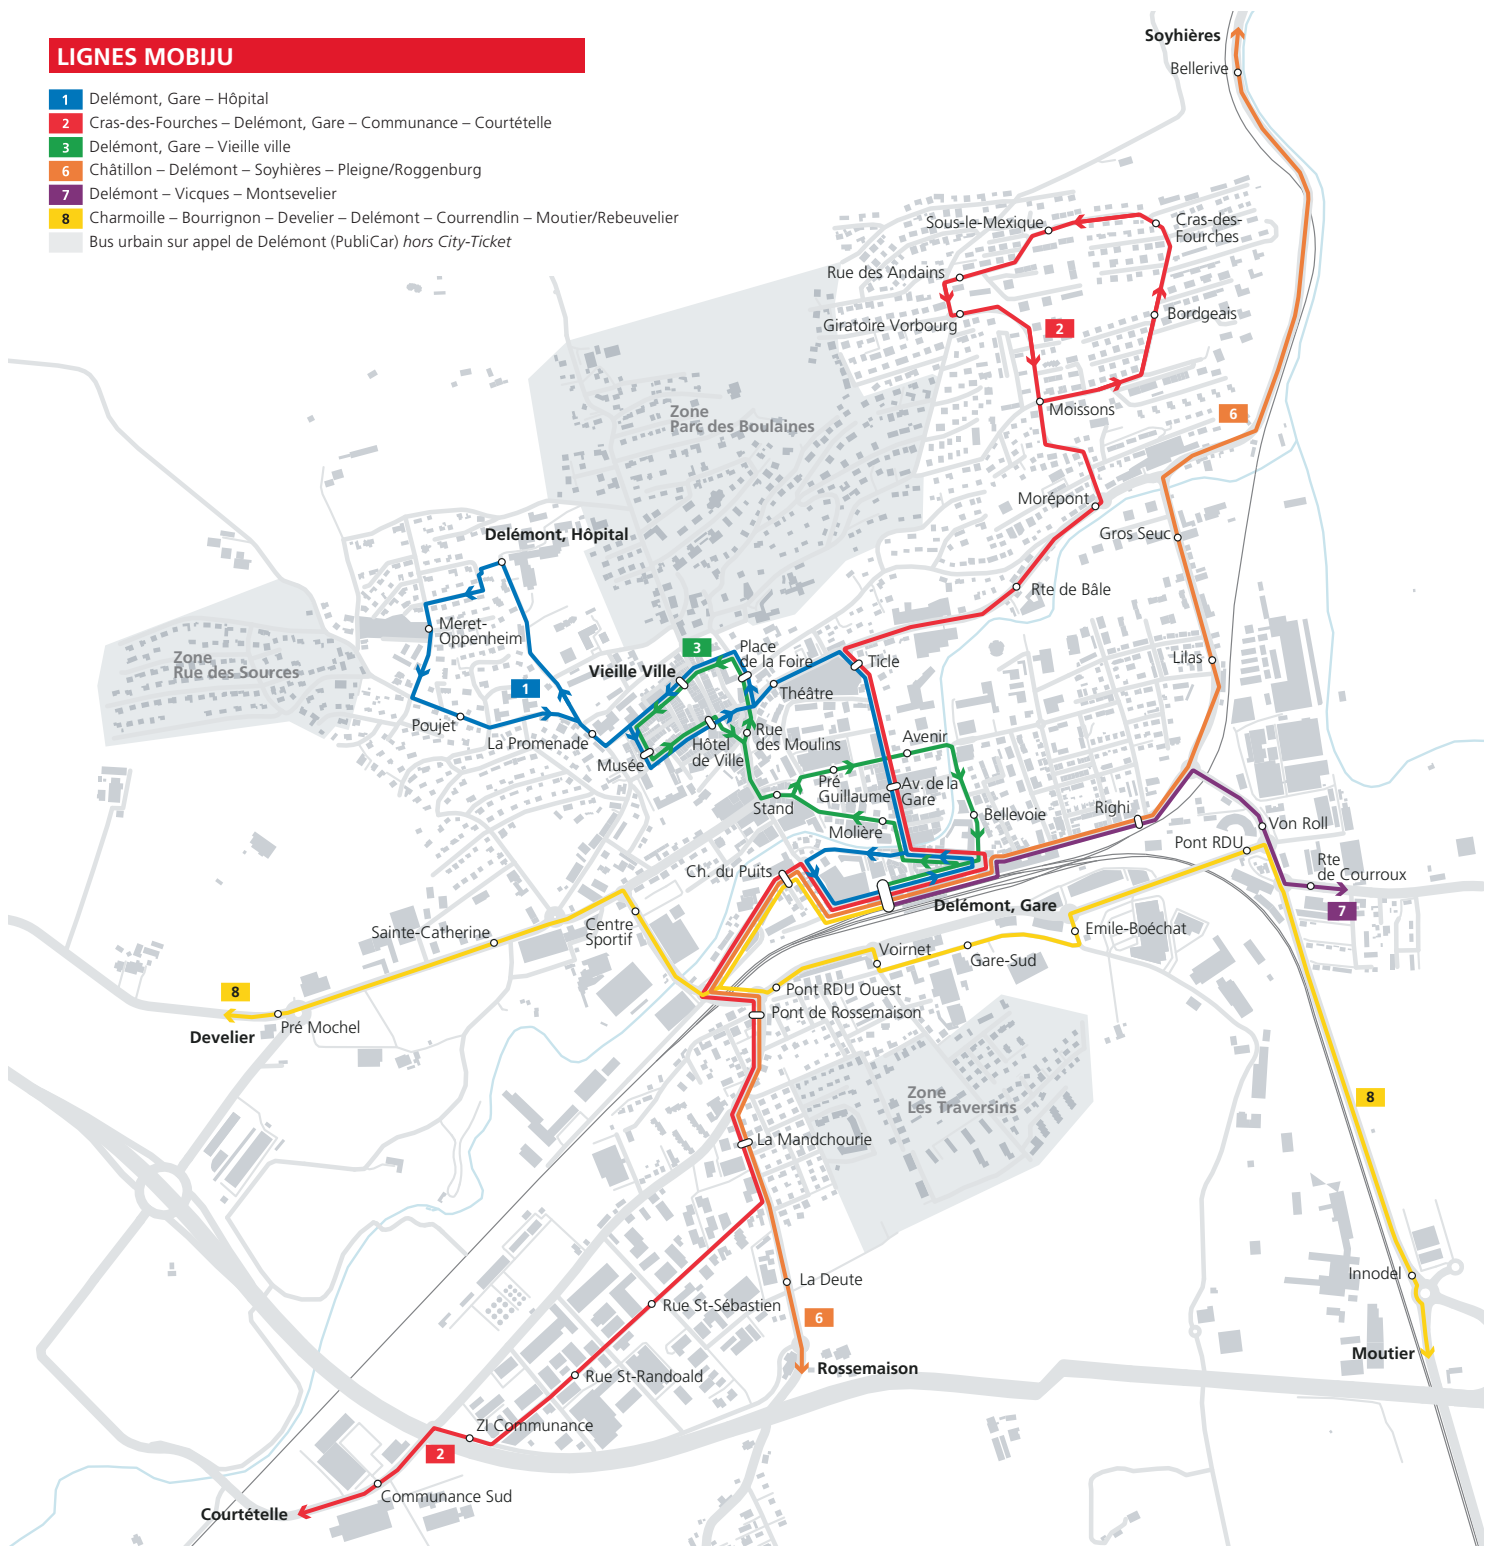 LIGNES MOBIJU
1 Delémont, Gare – Hôpital
2 Cras-des-Fourches – Delémont, Gare – Communance – Courtételle
3 Delémont, Gare – Vieille ville
6 Châtillon – Delémont – Soyhières – Pleigne/Roggenburg
7 Delémont – Vicques – Montsevelier
8 Charmoille – Bourrignon – Develier – Delémont – Courrendlin – Moutier/Rebeuvelier
Bus urbain sur appel de Delémont (PubliCar) hors City-Ticket
Soyhières
Bellerive
Sous-le-Mexique
Cras-des-
Fourches
Rue des Andains
Giratoire Vorbourg
2
Bordgeais
Moissons
6
Zone
Parc des Boulaines
Morépont
Gros Seuc
Delémont, Hôpital
Rte de Bâle
Meret-
Oppenheim
Zone
Rue des Sources
3
Place
de la Foire
Vieille Ville
Ticle
Lilas
1
Théâtre
Poujet
La Promenade
Musée
Hôtel
de Ville
Rue
des Moulins
Avenir
Pré
Guillaume
Av. de la
Gare
Stand
Molière
Bellevoie
Righi
Von Roll
Pont RDU
Rte
de Courroux
7
Ch. du Puits
Delémont, Gare
Sainte-Catherine
Centre
Sportif
Emile-Boéchat
Voirnet
Gare-Sud
8
Pont RDU Ouest
Pré Mochel
Develier
Pont de Rossemaison
Zone
Les Traversins
8
La Mandchourie
La Deute
Innodel
Rue St-Sébastien
6
Moutier
Rossemaison
Rue St-Randoald
ZI Communance
2
Communance Sud
Courtételle